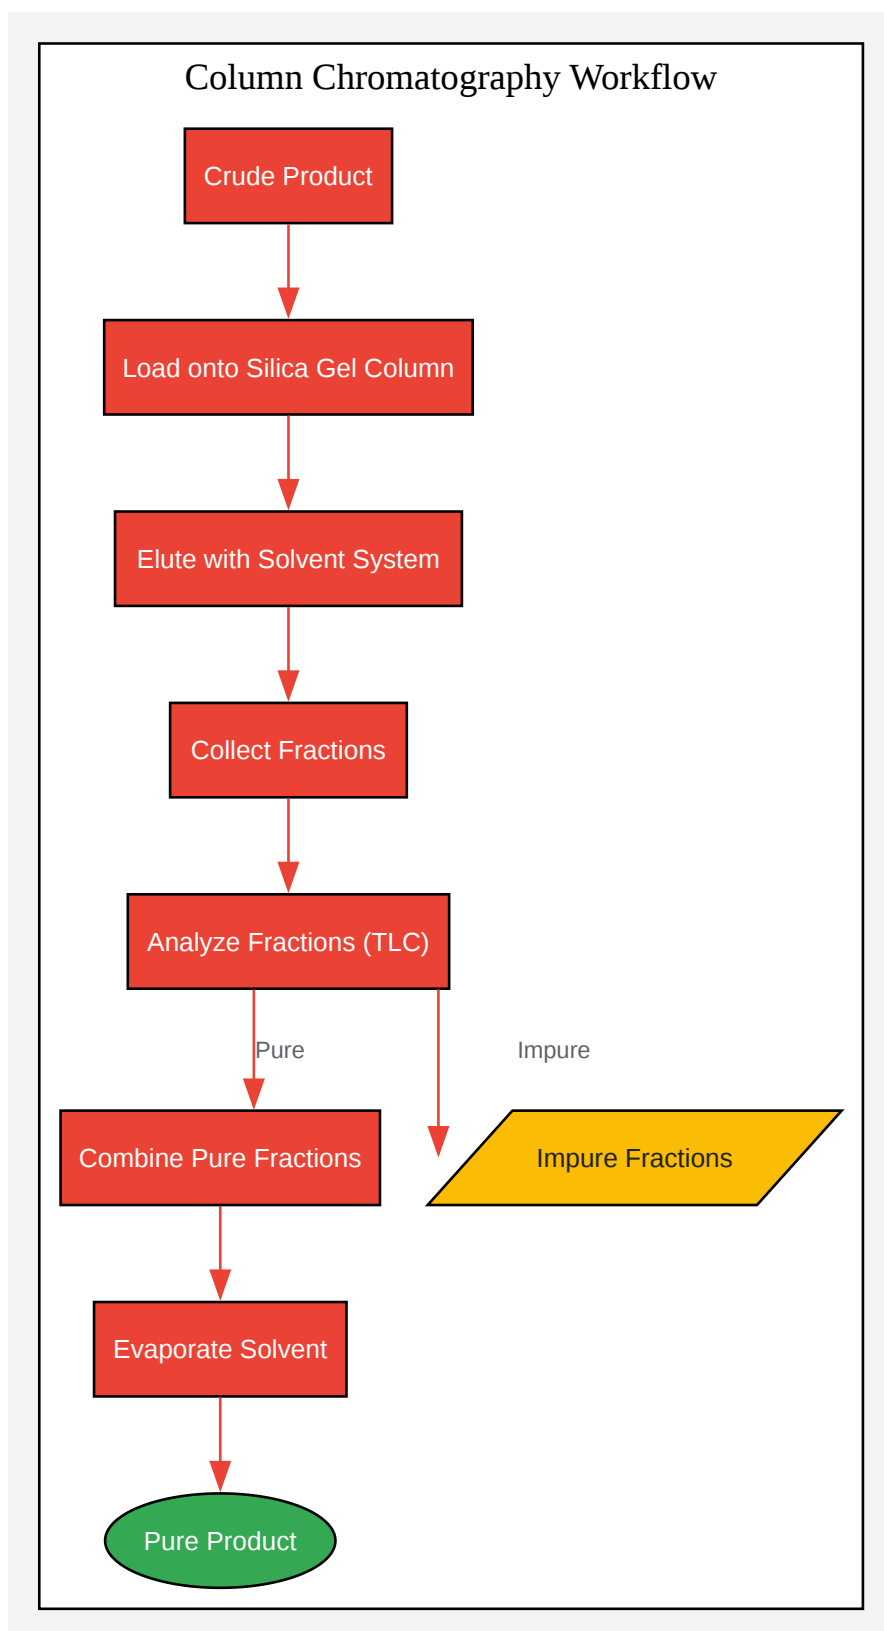 Column Chromatography Workflow
Crude Product
Load onto Silica Gel Column
Elute with Solvent System
Collect Fractions
Analyze Fractions (TLC)
Pure
Impure
Combine Pure Fractions
Impure Fractions
Evaporate Solvent
Pure Product